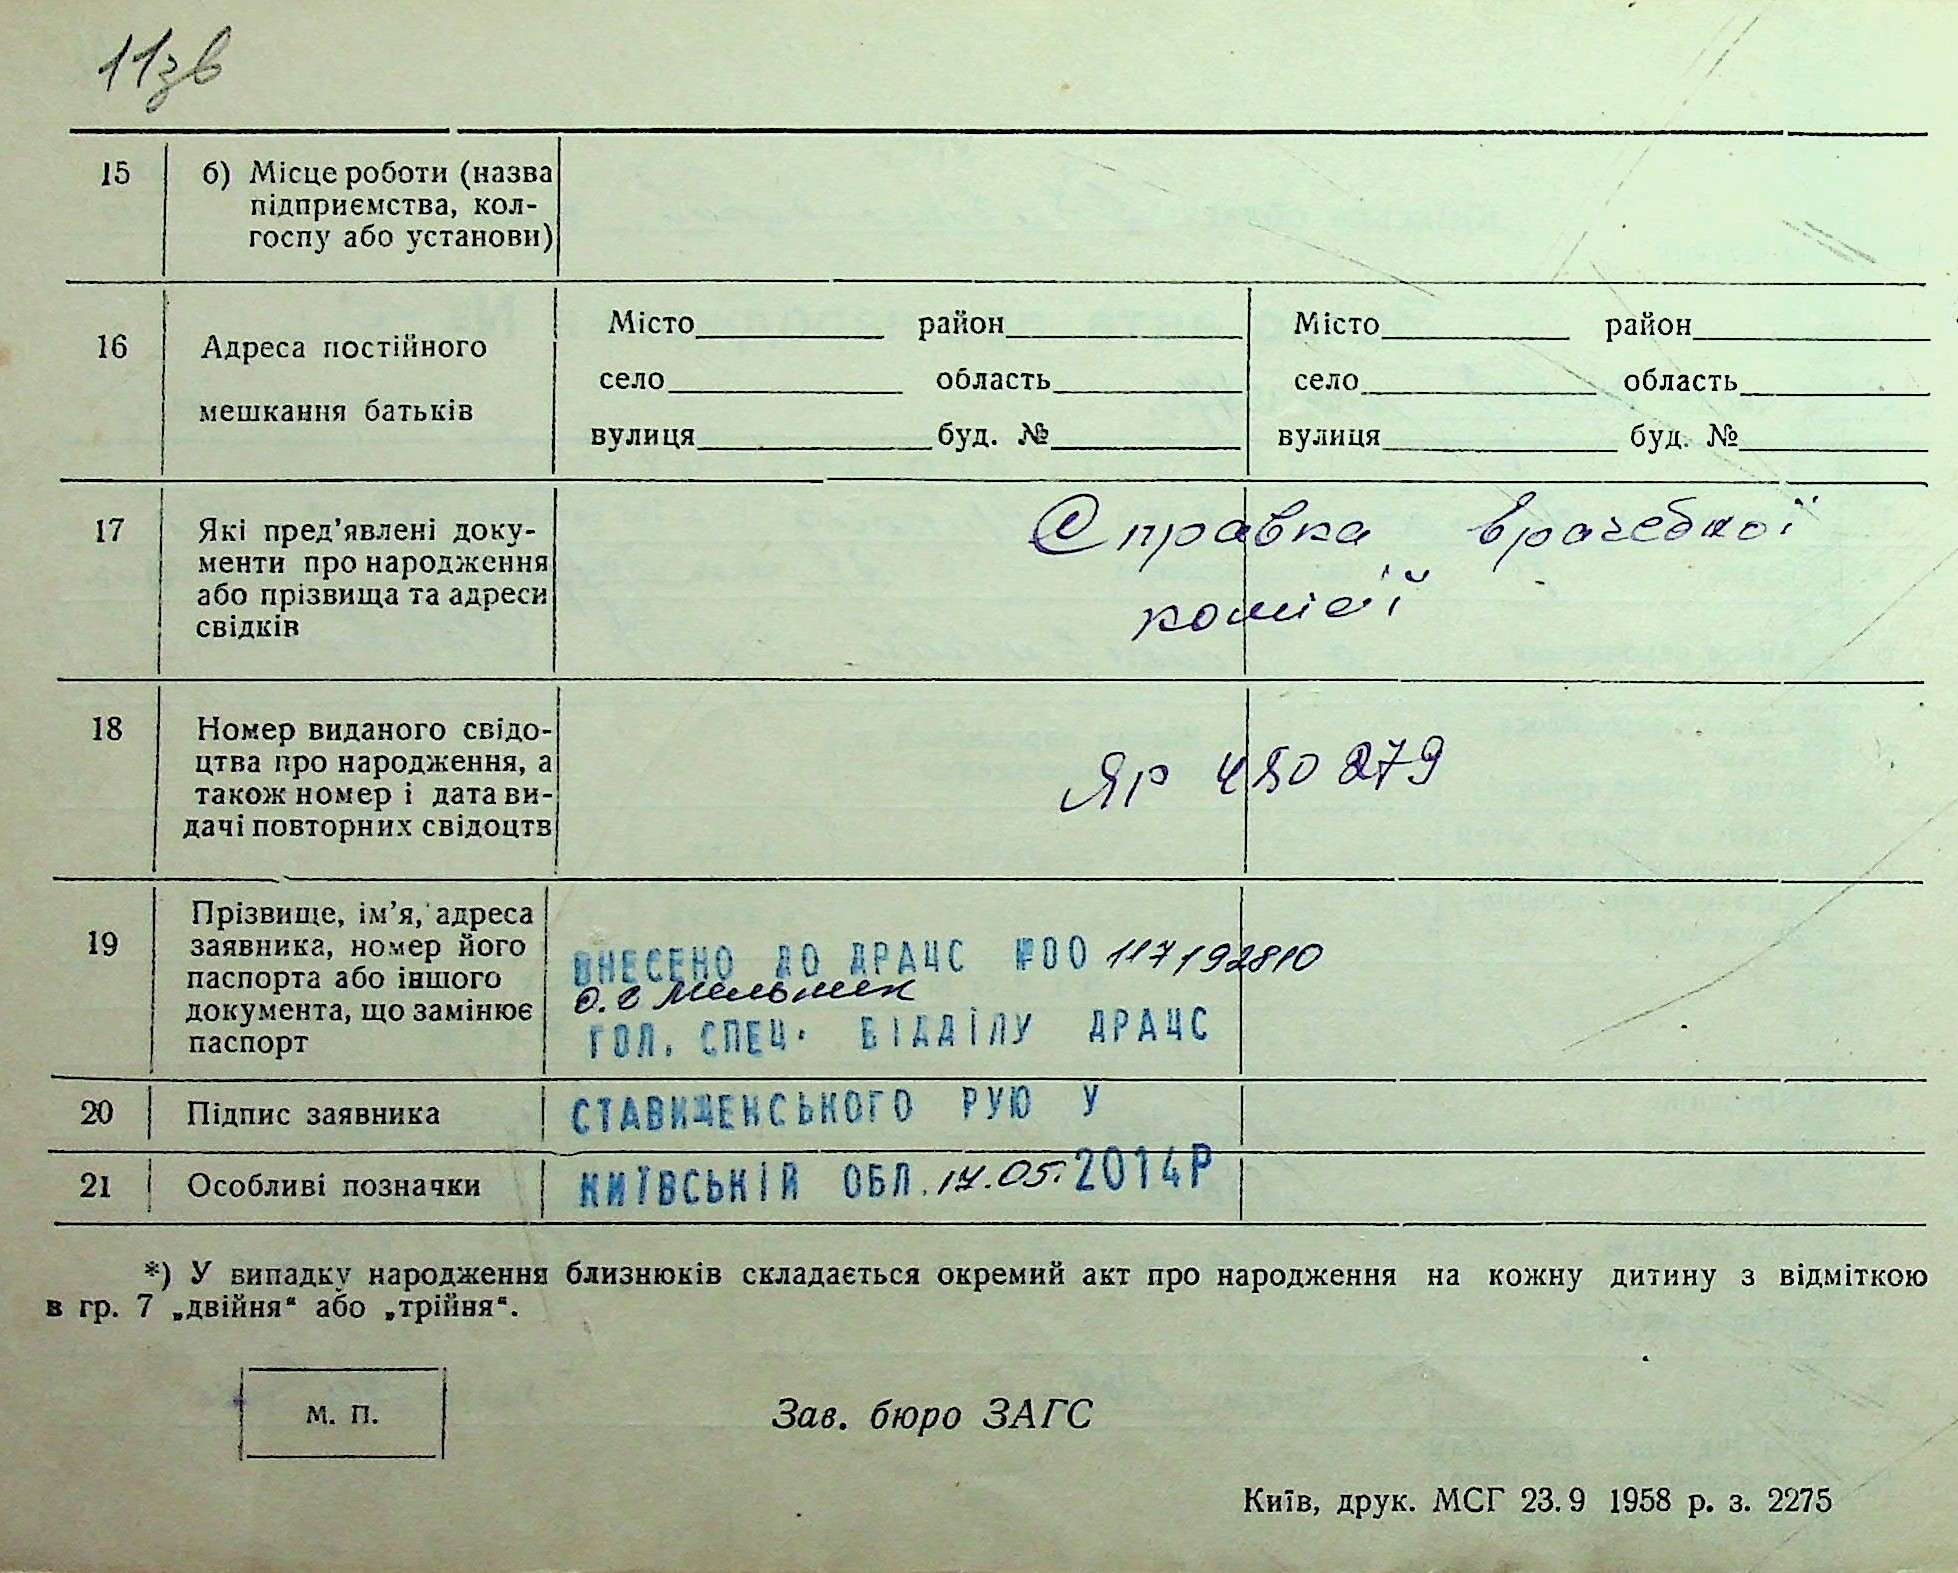 11зв
15 б) Місце роботи (назва
підприємства, кол-
госпу або установи)
16 Адреса постійного
мешкання батьків
Місто район Місто район
село область село область
вулиця буд. № вулиця буд. №
17 Які пред’явлені доку-
менти про народження
або прізвища та адреси
свідків
Справка врачебної
комісії
18 Номер виданого свідо-
цтва про народження, а
також номер і дата ви-
дачі повторних свідоцтв
ЯР 450279
19 Прізвище, ім’я, адреса
заявника, номер його
паспорта або іншого
документа, що замінює
паспорт
ВНЕСЕНО ДО ДРАЦС №00 117192810
О.С Мельник
ГОЛ. СПЕЦ. ВІДДІЛУ ДРАЦС
20 Підпис заявника СТАВИЩЕНСЬКОГО РУЮ У
21 Особливі позначки КИЇВСЬКІЙ ОБЛ. 17.05.2014Р
*) У випадку народження близнюків складається окремий акт про народження на кожну дитину з відміткою
в гр. 7 „двійня“ або „трійня“.
М. П.
Зав. бюро ЗАГС
Київ, друк. МСГ 23.9 1958 р. з. 2275